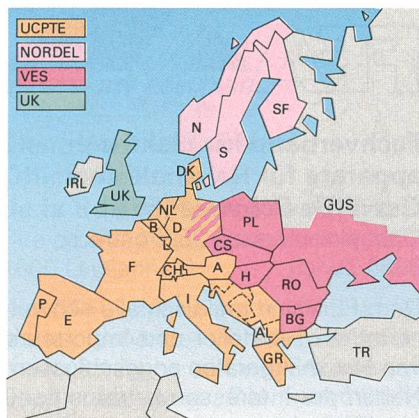 UCPTE
NORDEL
VES
UK
N
S
SF
IRL
UK
DK
GUS
NL
B
D
PL
L
CS
F
CH
A
H
RO
I
P
E
BG
AL
GR
TR